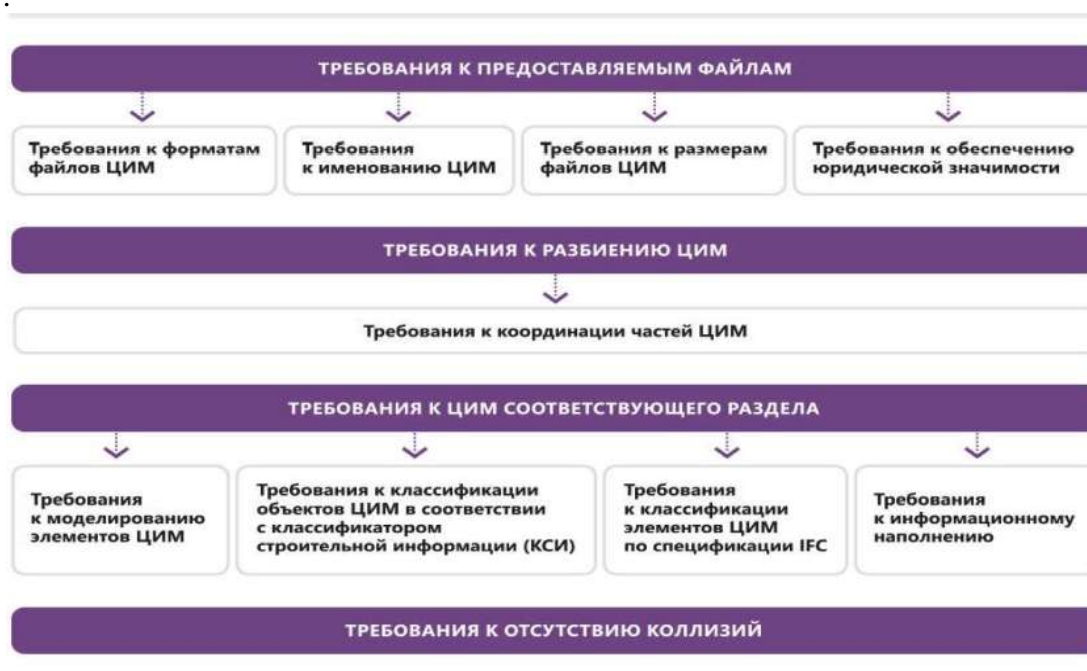 .
ТРЕБОВАНИЯ К ПРЕДОСТАВЛЯЕМЫМ ФАЙЛАМ
Требования к форматам
файлов ЦИМ
Требования
к именованию ЦИМ
Требования к размерам
файлов ЦИМ
Требования к обеспечению
юридической значимости
ТРЕБОВАНИЯ К РАЗБИЕНИЮ ЦИМ
Требования к координации частей ЦИМ
ТРЕБОВАНИЯ К ЦИМ СООТВЕТСТВУЮЩЕГО РАЗДЕЛА
Требования
к моделированию
элементов ЦИМ
Требования к классификации
объектов ЦИМ в соответствии
с классификатором
строительной информации (КСИ)
Требования
к классификации
элементов ЦИМ
по спецификации IFC
Требования
к информационному
наполнению
ТРЕБОВАНИЯ К ОТСУТСТВИЮ КОЛЛИЗИЙ